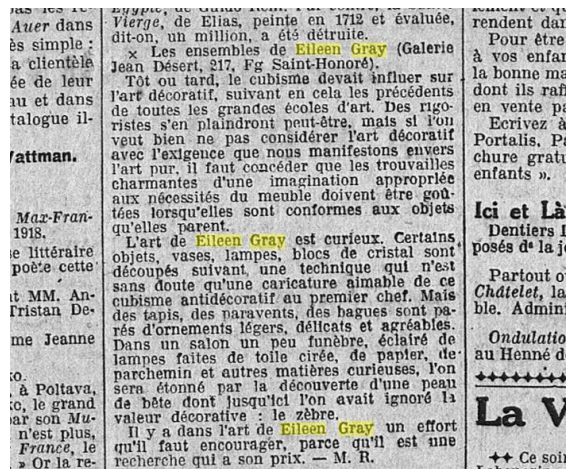 Auer dans
ès simple :
a clientèle
ée de leur
au et dans
talogue il-
Wattman.
Max-Fran-
1918.
se littéraire
poète cette
nt MM. An-
Tristan De-
me Jeanne
ko.
, à Poltava,
ko, le grand
par son Mu-
n'est plus,
France, le
» Or la re-
Vierge, de Elias, peinte en 1712 et évaluée,
dit-on, un million, a été détruite.
× Les ensembles de Eileen Gray (Galerie
Jean Désert, 217, Fg Saint-Honoré).
Tôt ou tard, le cubisme devait influer sur
l'art décoratif, suivant en cela les précédents
de toutes les grandes écoles d'art. Des rigo-
ristes s'en plaindront peut-être, mais si l'on
veut bien ne pas considérer l'art décoratif
avec l'exigence que nous manifestons envers
l'art pur, il faut concéder que les trouvailles
charmantes d'une imagination appropriée
aux nécessités du meuble doivent être goû-
tées lorsqu'elles sont conformes aux objets
qu'elles parent.
L'art de Eileen Gray est curieux. Certains
objets, vases, lampes, blocs de cristal sont
découpés suivant, une technique qui n'est
sans doute qu'une caricature aimable de ce
cubisme antidécoratif au premier chef. Mais
des tapis, des paravents, des bagues sont pa-
rés d'ornements légers, délicats et agréables.
Dans un salon un peu funèbre, éclairé de
lampes faites de toile cirée, de papier, de
parchemin et autres matières curieuses, l'on
sera étonné par la découverte d'une peau
de bête dont jusqu'ici l'on avait ignoré la
valeur décorative : le zèbre.
Il y a dans l'art de Eileen Gray un effort
qu'il faut encourager, parce qu'il est une
recherche qui a son prix. — M. R.
rendent dan
Pour être
à vos enfan
la bonne ma
dont ils raff
en vente pa
Ecrivez à
Portalis, Pa
chure gratu
enfants ».
Ici et Là
Dentiers I
posés dᵉ la jo
Partout o
Châtelet, la
ble. Admini
Ondulatio
au Henné de
La V
Ce soir